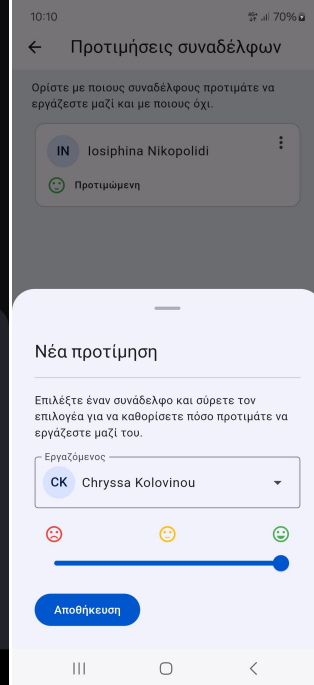 10:10
70%
Προτιμήσεις συναδέλφων
Ορίστε με ποιους συναδέλφους προτιμάτε να
εργάζεστε μαζί και με ποιους όχι.
IN
Iosiphina Nikopolidi
Προτιμώμενη
Νέα προτίμηση
Επιλέξτε έναν συνάδελφο και σύρετε τον
επιλογέα για να καθορίσετε πόσο προτιμάτε να
εργάζεστε μαζί του.
Εργαζόμενος
CK
Chryssa Kolovinou
Αποθήκευση